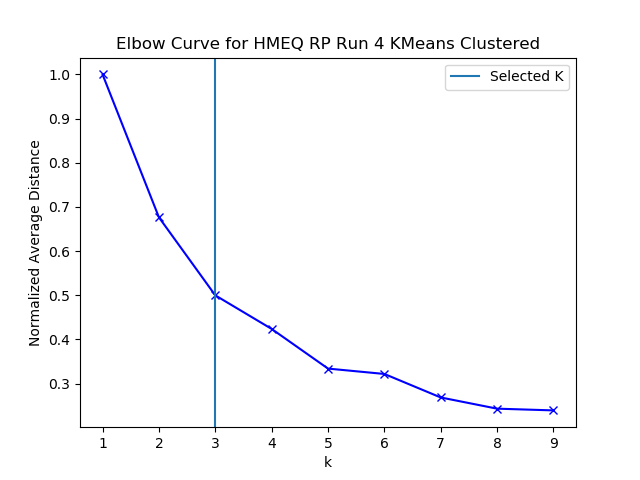 Elbow Curve for HMEQ RP Run 4 KMeans Clustered
Selected K
Normalized Average Distance
1.0
0.9
0.8
0.7
0.6
0.5
0.4
0.3
1 2 3 4 5 6 7 8 9
k